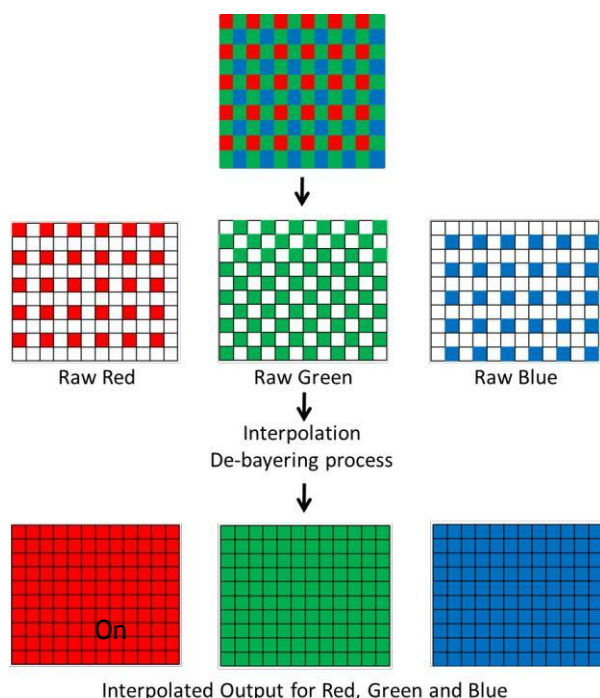 Raw Red
Raw Green
Raw Blue
Interpolation
De-bayering process
On
Interpolated Output for Red, Green and Blue